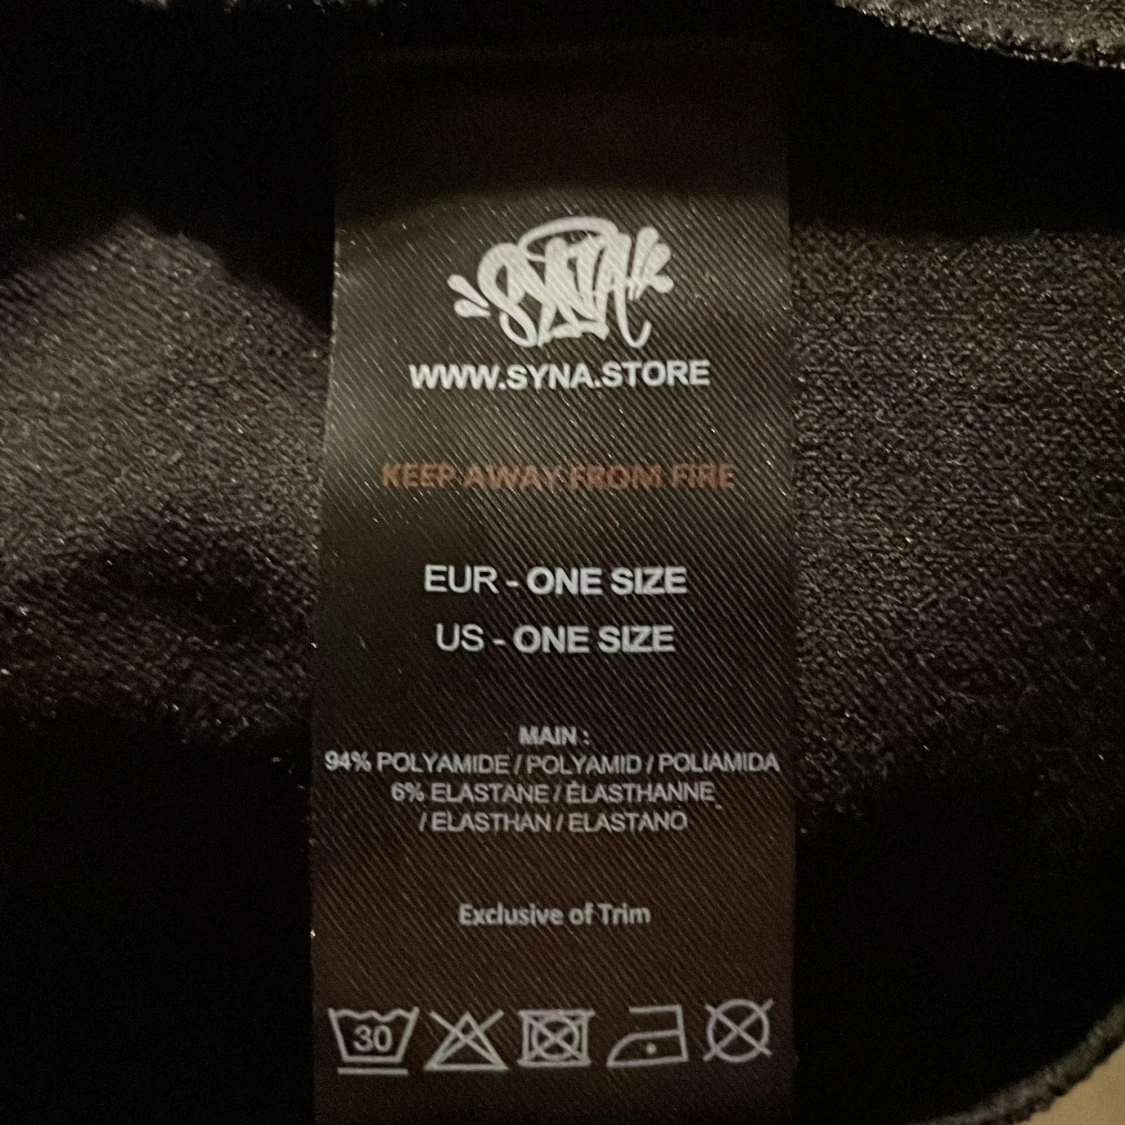 SYNA
WWW.SYNA.STORE
KEEP AWAY FROM FIRE
EUR - ONE SIZE
US - ONE SIZE
MAIN :
94% POLYAMIDE / POLYAMID / POLIAMIDA
6% ELASTANE / ÉLASTHANNE
/ ELASTHAN / ELASTANO
Exclusive of Trim
30